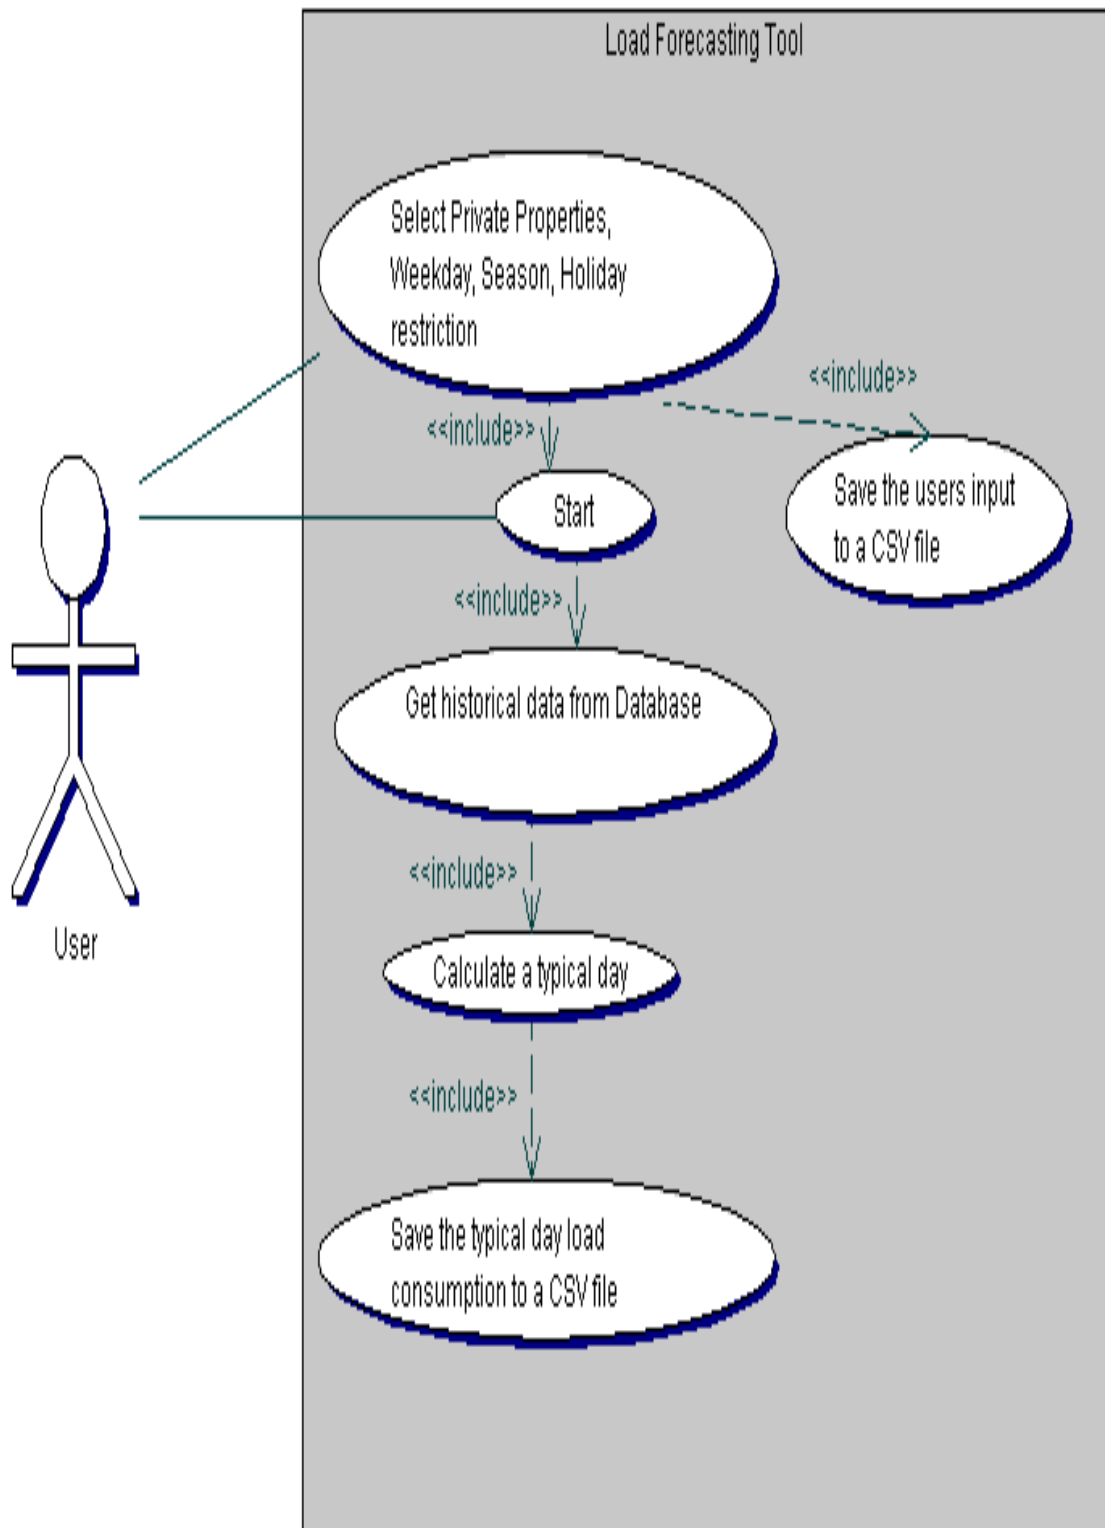 Load Forecasting Tool
Select Private Properties,
Weekday, Season, Holiday
restriction
<<include>>
<<include>>
Start
Save the users input
to a CSV file
<<include>>
Get historical data from Database
<<include>>
User
Calculate a typical day
<<include>>
Save the typical day load
consumption to a CSV file